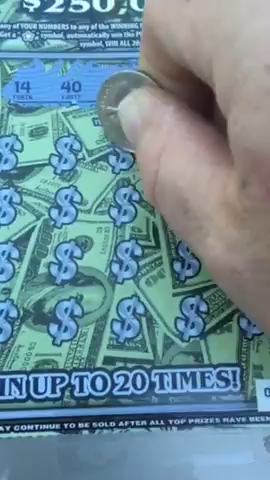 $250,0
any of YOUR NUMBERS to any of the WINNING
Get a symbol, automatically win the
symbol, WIN ALL 20
14 40
FORTY
IN UP TO 20 TIMES!
AY CONTINUE TO BE SOLD AFTER ALL TOP PRIZES HAVE BEEN